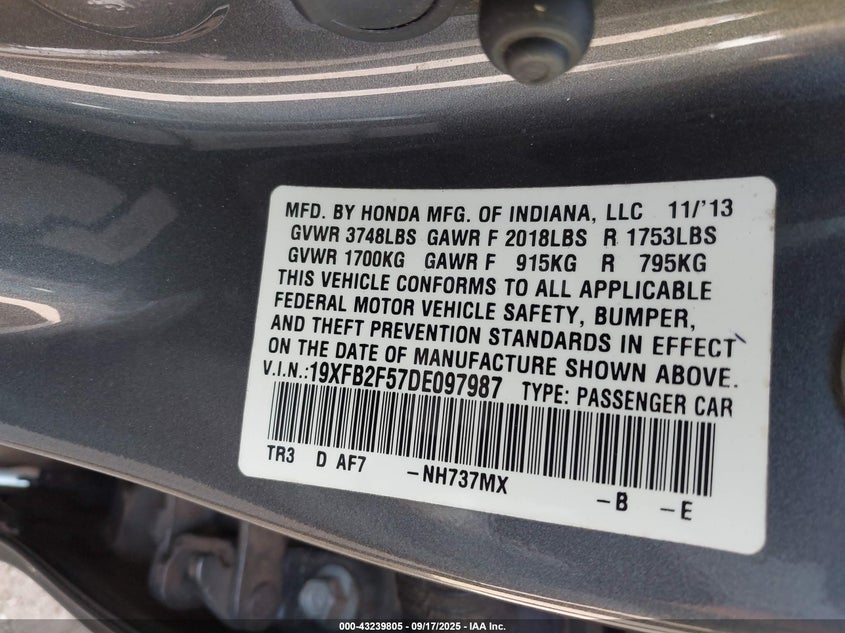 MFD. BY HONDA MFG. OF INDIANA, LLC 11/'13
GVWR 3748LBS GAWR F 2018LBS R 1753LBS
GVWR 1700KG GAWR F 915KG R 795KG
THIS VEHICLE CONFORMS TO ALL APPLICABLE
FEDERAL MOTOR VEHICLE SAFETY, BUMPER,
AND THEFT PREVENTION STANDARDS IN EFFECT
ON THE DATE OF MANUFACTURE SHOWN ABOVE.
V.I.N.:19XFB2F57DE097987 TYPE: PASSENGER CAR
TR3 D AF7 -NH737MX -B -E
000-43239805 - 09/17/2025 - IAA Inc.